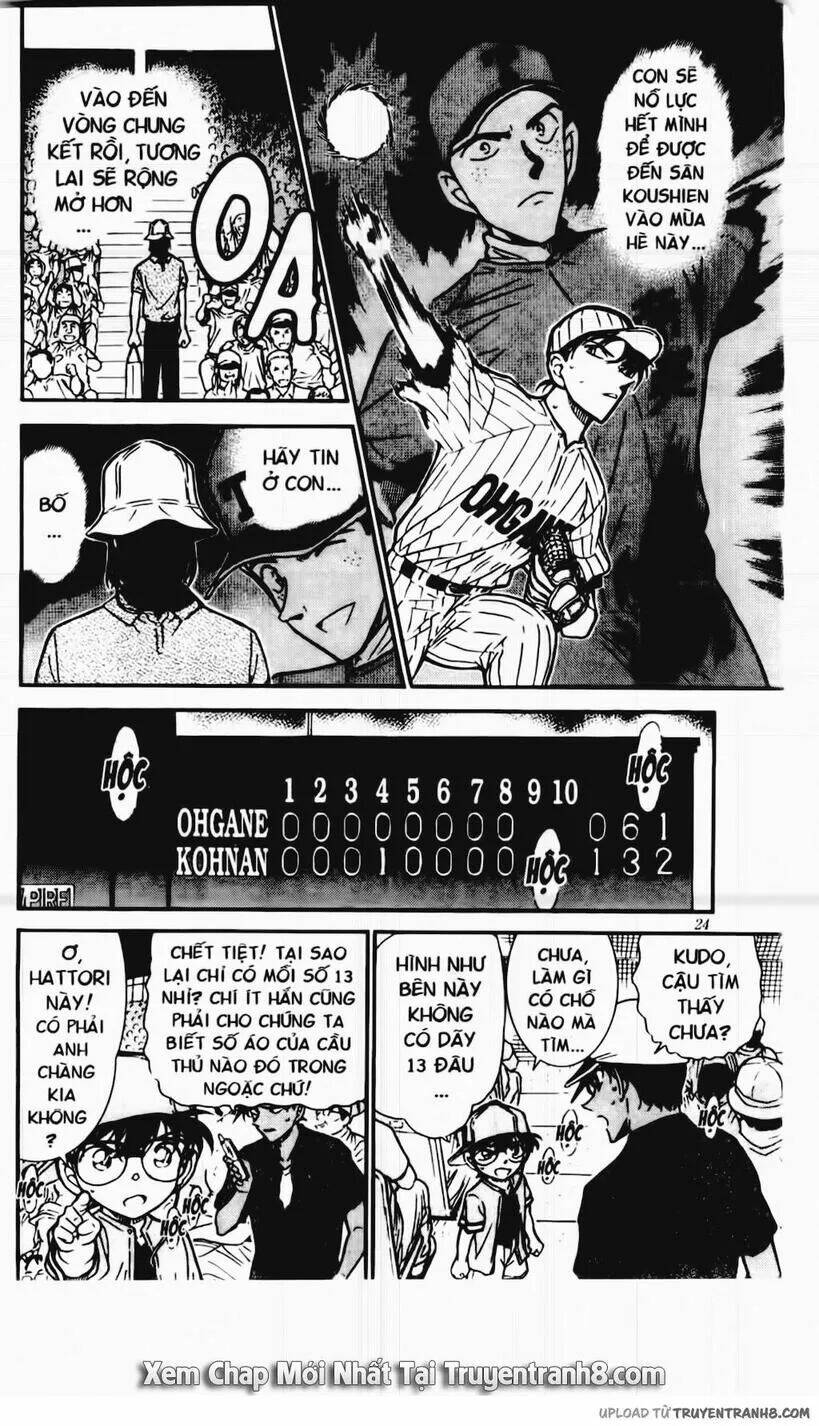 CON SẼ
NỖ LỰC
HẾT MÌNH
ĐỂ ĐƯỢC
ĐẾN SÂN
KOUSHIEN
VÀO MÙA
HÈ NÀY...
OHGANE
VÀO ĐẾN
VÒNG CHUNG
KẾT RỒI, TƯƠNG
LAI SẼ RỘNG
MỞ HƠN
...
OA
HÃY TIN
Ở CON...
T
BỐ
...
HỘC
HỘC
1 2 3 4 5 6 7 8 9 10
OHGANE 0 0 0 0 0 0 0 0 0 6 1
KOHNAN 0 0 0 1 0 0 0 0 1 3 2
HỘC
24
KUDO,
CẬU TÌM
THẤY
CHƯA?
CHƯA,
LÀM GÌ
CÓ CHỖ
NÀO MÀ
TÌM...
HÌNH NHƯ
BÊN NÀY
KHÔNG
CÓ DÃY
13 ĐÂU
...
HỘC
HỘC
HỘC
CHẾT TIỆT! TẠI SAO
LẠI CHỈ CÓ MỖI SỐ 13
NHỈ? CHÍ ÍT HẮN CŨNG
PHẢI CHO CHÚNG TA
BIẾT SỐ ÁO CỦA CẦU
THỦ NÀO ĐÓ TRONG
NGOẶC CHỨ!
Ơ,
HATTORI
NÀY!
CÓ PHẢI
ANH
CHÀNG
KIA
KHÔNG
?
HỘC
HỘC
HỘC
Xem Chap Mới Nhất Tại Truyentranh8.com
UPLOAD TỪ TRUYENTRANH8.COM